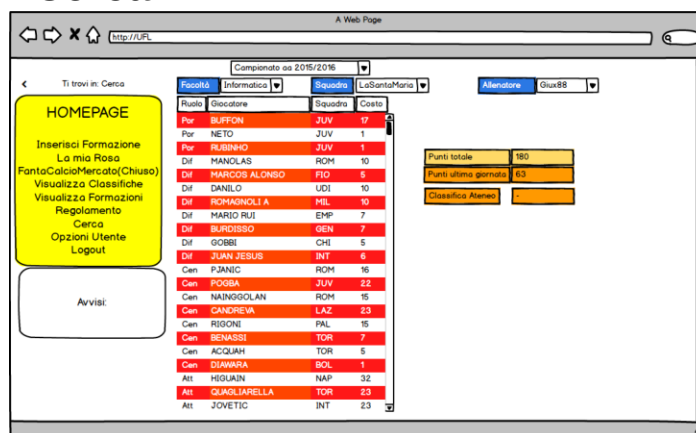 A Web Page
http://UFL
Campionato aa 2015/2016
< Ti trovi in: Cerca
Facoltà Informatica Squadra LaSantaMaria Allenatore Giux88
Ruolo Giocatore Squadra Costo
HOMEPAGE
Inserisci Formazione
La mia Rosa
FantaCalcioMercato(Chiuso)
Visualizza Classifiche
Visualizza Formazioni
Regolamento
Cerca
Opzioni Utente
Logout
Avvisi:
Por BUFFON JUV 17
Por NETO JUV 1
Por RUBINHO JUV 1
Dif MANOLAS ROM 10
Dif MARCOS ALONSO FIO 5
Dif DANILO UDI 10
Dif ROMAGNOLI A MIL 10
Dif MARIO RUI EMP 7
Dif BURDISSO GEN 7
Dif GOBBI CHI 5
Dif JUAN JESUS INT 6
Cen PJANIC ROM 16
Cen POGBA JUV 22
Cen NAINGGOLAN ROM 15
Cen CANDREVA LAZ 23
Cen RIGONI PAL 15
Cen BENASSI TOR 7
Cen ACQUAH TOR 5
Cen DIAWARA BOL 1
Att HIGUAIN NAP 32
Att QUAGLIARELLA TOR 23
Att JOVETIC INT 23
Punti totale 180
Punti ultima giornata 63
Classifica Ateneo -